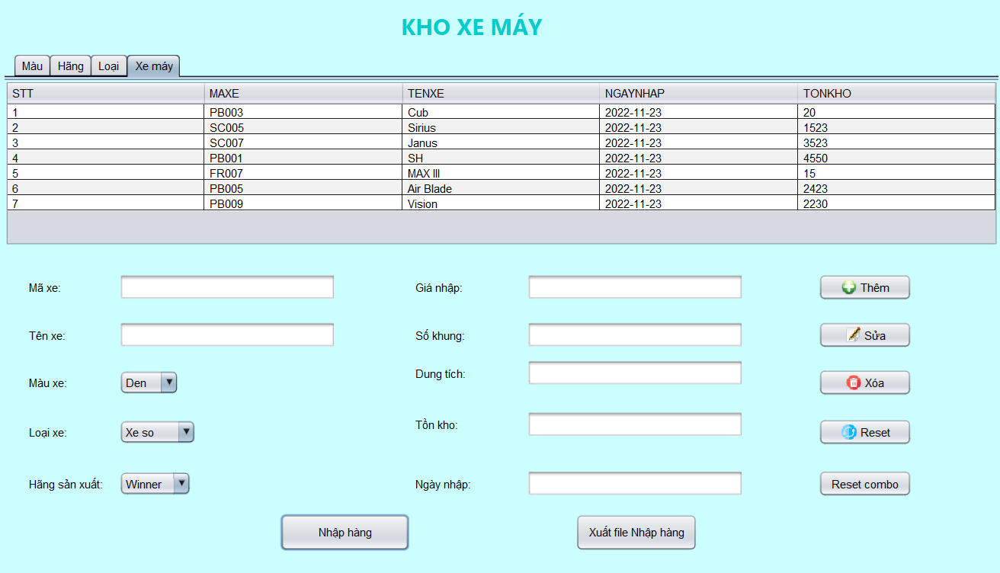 KHO XE MÁY
Màu Hãng Loại Xe máy
STT MAXE TENXE NGAYNHAP TONKHO
1 PB003 Cub 2022-11-23 20
2 SC005 Sirius 2022-11-23 1523
3 SC007 Janus 2022-11-23 3523
4 PB001 SH 2022-11-23 4550
5 FR007 MAX III 2022-11-23 15
6 PB005 Air Blade 2022-11-23 2423
7 PB009 Vision 2022-11-23 2230
Mã xe: Giá nhập: Thêm
Tên xe: Số khung: Sửa
Màu xe: Den Dung tích: Xóa
Loại xe: Xe so Tồn kho: Reset
Hãng sản xuất: Winner Ngày nhập: Reset combo
Nhập hàng Xuất file Nhập hàng